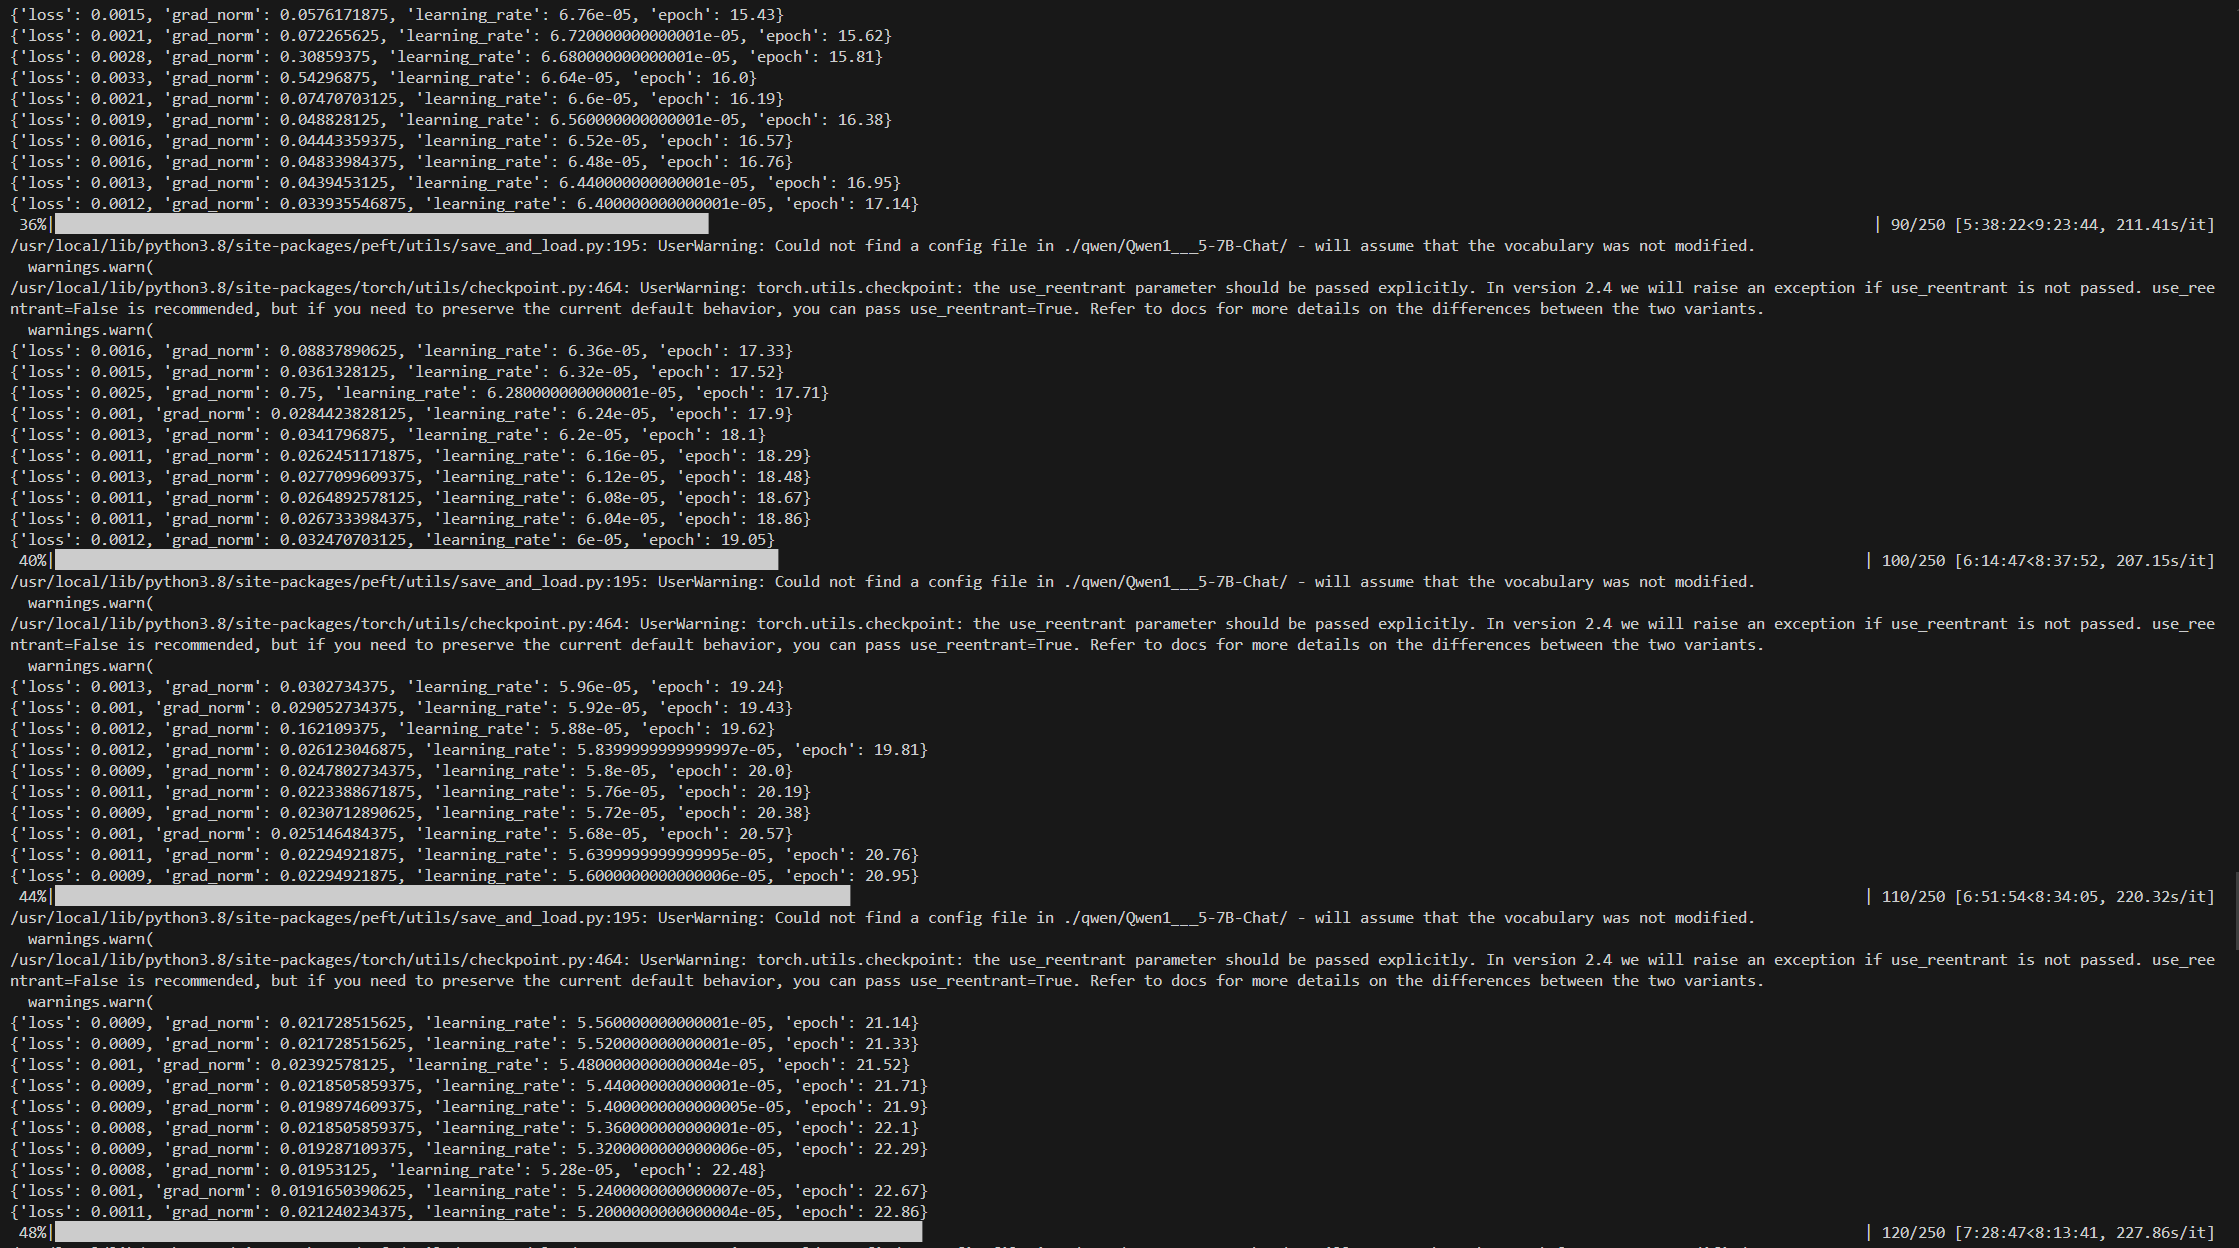 {'loss': 0.0015, 'grad_norm': 0.0576171875, 'learning_rate': 6.76e-05, 'epoch': 15.43}
{'loss': 0.0021, 'grad_norm': 0.072265625, 'learning_rate': 6.720000000000001e-05, 'epoch': 15.62}
{'loss': 0.0028, 'grad_norm': 0.30859375, 'learning_rate': 6.680000000000001e-05, 'epoch': 15.81}
{'loss': 0.0033, 'grad_norm': 0.54296875, 'learning_rate': 6.64e-05, 'epoch': 16.0}
{'loss': 0.0021, 'grad_norm': 0.07470703125, 'learning_rate': 6.6e-05, 'epoch': 16.19}
{'loss': 0.0019, 'grad_norm': 0.048828125, 'learning_rate': 6.560000000000001e-05, 'epoch': 16.38}
{'loss': 0.0016, 'grad_norm': 0.04443359375, 'learning_rate': 6.52e-05, 'epoch': 16.57}
{'loss': 0.0016, 'grad_norm': 0.04833984375, 'learning_rate': 6.48e-05, 'epoch': 16.76}
{'loss': 0.0013, 'grad_norm': 0.0439453125, 'learning_rate': 6.440000000000001e-05, 'epoch': 16.95}
{'loss': 0.0012, 'grad_norm': 0.033935546875, 'learning_rate': 6.400000000000001e-05, 'epoch': 17.14}
36%| | 90/250 [5:38:22<9:23:44, 211.41s/it]
/usr/local/lib/python3.8/site-packages/peft/utils/save_and_load.py:195: UserWarning: Could not find a config file in ./qwen/Qwen1___5-7B-Chat/ - will assume that the vocabulary was not modified.
warnings.warn(
/usr/local/lib/python3.8/site-packages/torch/utils/checkpoint.py:464: UserWarning: torch.utils.checkpoint: the use_reentrant parameter should be passed explicitly. In version 2.4 we will raise an exception if use_reentrant is not passed. use_ree
ntrant=False is recommended, but if you need to preserve the current default behavior, you can pass use_reentrant=True. Refer to docs for more details on the differences between the two variants.
warnings.warn(
{'loss': 0.0016, 'grad_norm': 0.08837890625, 'learning_rate': 6.36e-05, 'epoch': 17.33}
{'loss': 0.0015, 'grad_norm': 0.0361328125, 'learning_rate': 6.32e-05, 'epoch': 17.52}
{'loss': 0.0025, 'grad_norm': 0.75, 'learning_rate': 6.280000000000001e-05, 'epoch': 17.71}
{'loss': 0.001, 'grad_norm': 0.0284423828125, 'learning_rate': 6.24e-05, 'epoch': 17.9}
{'loss': 0.0013, 'grad_norm': 0.0341796875, 'learning_rate': 6.2e-05, 'epoch': 18.1}
{'loss': 0.0011, 'grad_norm': 0.0262451171875, 'learning_rate': 6.16e-05, 'epoch': 18.29}
{'loss': 0.0013, 'grad_norm': 0.0277099609375, 'learning_rate': 6.12e-05, 'epoch': 18.48}
{'loss': 0.0011, 'grad_norm': 0.0264892578125, 'learning_rate': 6.08e-05, 'epoch': 18.67}
{'loss': 0.0011, 'grad_norm': 0.0267333984375, 'learning_rate': 6.04e-05, 'epoch': 18.86}
{'loss': 0.0012, 'grad_norm': 0.032470703125, 'learning_rate': 6e-05, 'epoch': 19.05}
40%| | 100/250 [6:14:47<8:37:52, 207.15s/it]
/usr/local/lib/python3.8/site-packages/peft/utils/save_and_load.py:195: UserWarning: Could not find a config file in ./qwen/Qwen1___5-7B-Chat/ - will assume that the vocabulary was not modified.
warnings.warn(
/usr/local/lib/python3.8/site-packages/torch/utils/checkpoint.py:464: UserWarning: torch.utils.checkpoint: the use_reentrant parameter should be passed explicitly. In version 2.4 we will raise an exception if use_reentrant is not passed. use_ree
ntrant=False is recommended, but if you need to preserve the current default behavior, you can pass use_reentrant=True. Refer to docs for more details on the differences between the two variants.
warnings.warn(
{'loss': 0.0013, 'grad_norm': 0.0302734375, 'learning_rate': 5.96e-05, 'epoch': 19.24}
{'loss': 0.001, 'grad_norm': 0.029052734375, 'learning_rate': 5.92e-05, 'epoch': 19.43}
{'loss': 0.0012, 'grad_norm': 0.162109375, 'learning_rate': 5.88e-05, 'epoch': 19.62}
{'loss': 0.0012, 'grad_norm': 0.026123046875, 'learning_rate': 5.8399999999999997e-05, 'epoch': 19.81}
{'loss': 0.0009, 'grad_norm': 0.0247802734375, 'learning_rate': 5.8e-05, 'epoch': 20.0}
{'loss': 0.0011, 'grad_norm': 0.0223388671875, 'learning_rate': 5.76e-05, 'epoch': 20.19}
{'loss': 0.0009, 'grad_norm': 0.0230712890625, 'learning_rate': 5.72e-05, 'epoch': 20.38}
{'loss': 0.001, 'grad_norm': 0.025146484375, 'learning_rate': 5.68e-05, 'epoch': 20.57}
{'loss': 0.0011, 'grad_norm': 0.02294921875, 'learning_rate': 5.6399999999999995e-05, 'epoch': 20.76}
{'loss': 0.0009, 'grad_norm': 0.02294921875, 'learning_rate': 5.6000000000000006e-05, 'epoch': 20.95}
44%| | 110/250 [6:51:54<8:34:05, 220.32s/it]
/usr/local/lib/python3.8/site-packages/peft/utils/save_and_load.py:195: UserWarning: Could not find a config file in ./qwen/Qwen1___5-7B-Chat/ - will assume that the vocabulary was not modified.
warnings.warn(
/usr/local/lib/python3.8/site-packages/torch/utils/checkpoint.py:464: UserWarning: torch.utils.checkpoint: the use_reentrant parameter should be passed explicitly. In version 2.4 we will raise an exception if use_reentrant is not passed. use_ree
ntrant=False is recommended, but if you need to preserve the current default behavior, you can pass use_reentrant=True. Refer to docs for more details on the differences between the two variants.
warnings.warn(
{'loss': 0.0009, 'grad_norm': 0.021728515625, 'learning_rate': 5.560000000000001e-05, 'epoch': 21.14}
{'loss': 0.0009, 'grad_norm': 0.021728515625, 'learning_rate': 5.520000000000001e-05, 'epoch': 21.33}
{'loss': 0.001, 'grad_norm': 0.02392578125, 'learning_rate': 5.4800000000000004e-05, 'epoch': 21.52}
{'loss': 0.0009, 'grad_norm': 0.0218505859375, 'learning_rate': 5.440000000000001e-05, 'epoch': 21.71}
{'loss': 0.0009, 'grad_norm': 0.0198974609375, 'learning_rate': 5.4000000000000005e-05, 'epoch': 21.9}
{'loss': 0.0008, 'grad_norm': 0.0218505859375, 'learning_rate': 5.360000000000001e-05, 'epoch': 22.1}
{'loss': 0.0009, 'grad_norm': 0.019287109375, 'learning_rate': 5.3200000000000006e-05, 'epoch': 22.29}
{'loss': 0.0008, 'grad_norm': 0.01953125, 'learning_rate': 5.28e-05, 'epoch': 22.48}
{'loss': 0.001, 'grad_norm': 0.0191650390625, 'learning_rate': 5.2400000000000007e-05, 'epoch': 22.67}
{'loss': 0.0011, 'grad_norm': 0.021240234375, 'learning_rate': 5.2000000000000004e-05, 'epoch': 22.86}
48%| | 120/250 [7:28:47<8:13:41, 227.86s/it]